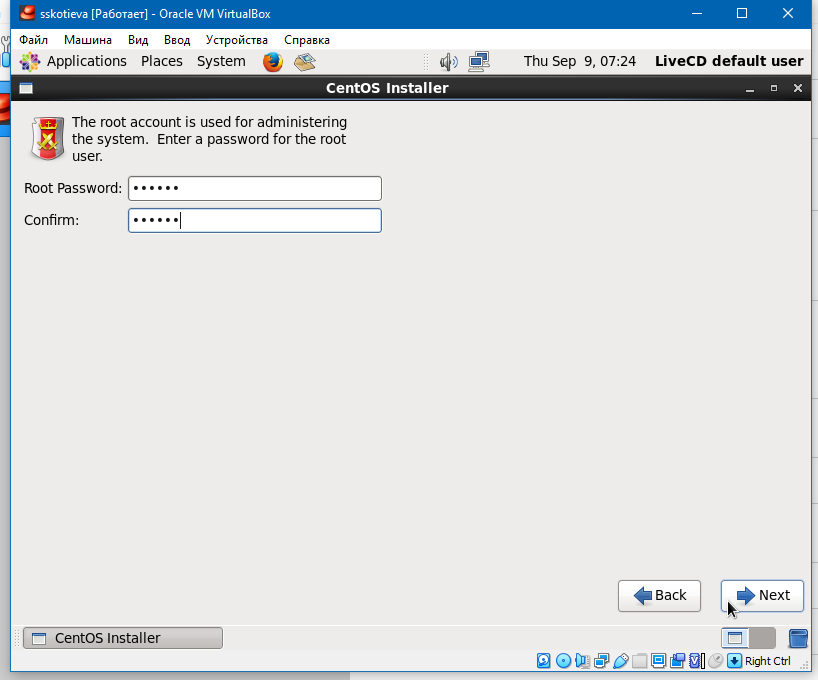 sskotieva [Работает] - Oracle VM VirtualBox
Файл Машина Вид Ввод Устройства Справка
Applications Places System Thu Sep 9, 07:24 LiveCD default user
CentOS Installer
The root account is used for administering
the system. Enter a password for the root
user.
Root Password: ••••••
Confirm: ••••••
Back Next
CentOS Installer
Right Ctrl